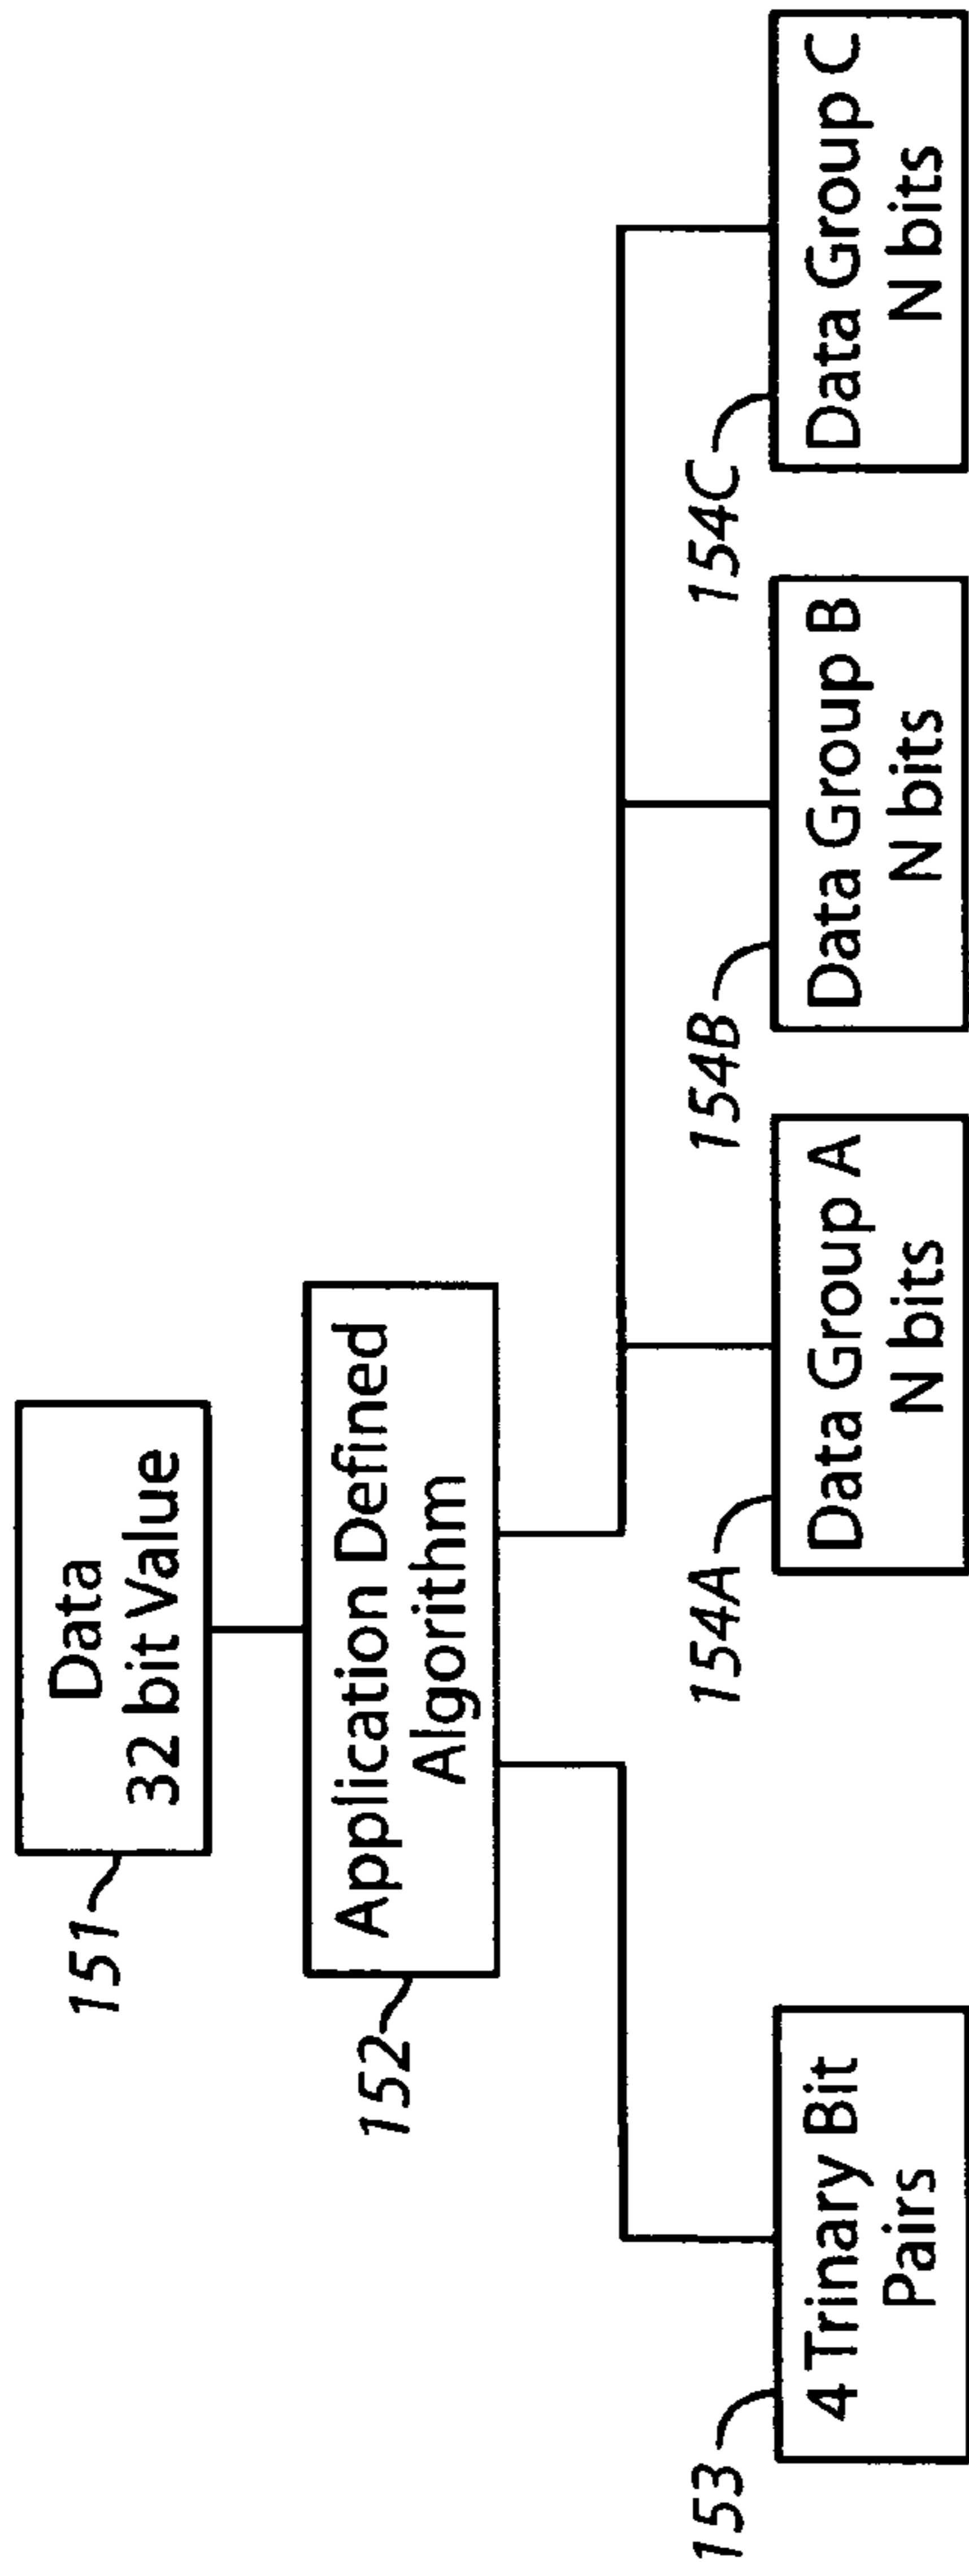 151
Data
32 bit Value
152
Application Defined
Algorithm
153
4 Trinary Bit
Pairs
154A
Data Group A
N bits
154B
Data Group B
N bits
154C
Data Group C
N bits